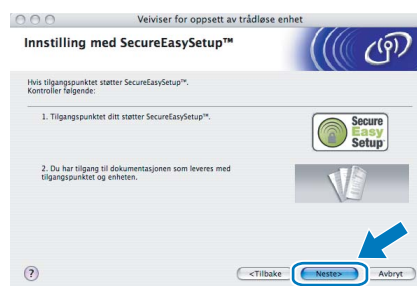 Veiviser for oppsett av trådløse enhet
Innstilling med SecureEasySetup™
Hvis tilgangspunktet støtter SecureEasySetup™.
Kontroller følgende:
1. Tilgangspunktet ditt støtter SecureEasySetup™.
Secure
Easy
Setup
2. Du har tilgang til dokumentasjonen som leveres med
tilgangspunktet og enheten.
?
<Tilbake
Neste>
Avbryt